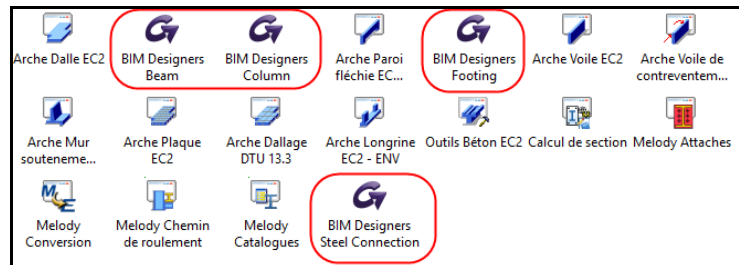 Arche Dalle EC2
BIM Designers
Beam
BIM Designers
Column
Arche Paroi
fléchie EC...
BIM Designers
Footing
Arche Voile EC2
Arche Voile de
contreventem...
Arche Mur
souteneme...
Arche Plaque
EC2
Arche Dallage
DTU 13.3
Arche Longrine
EC2 - ENV
Outils Béton EC2
Calcul de section
Melody Attaches
Melody
Conversion
Melody Chemin
de roulement
Melody
Catalogues
BIM Designers
Steel Connection